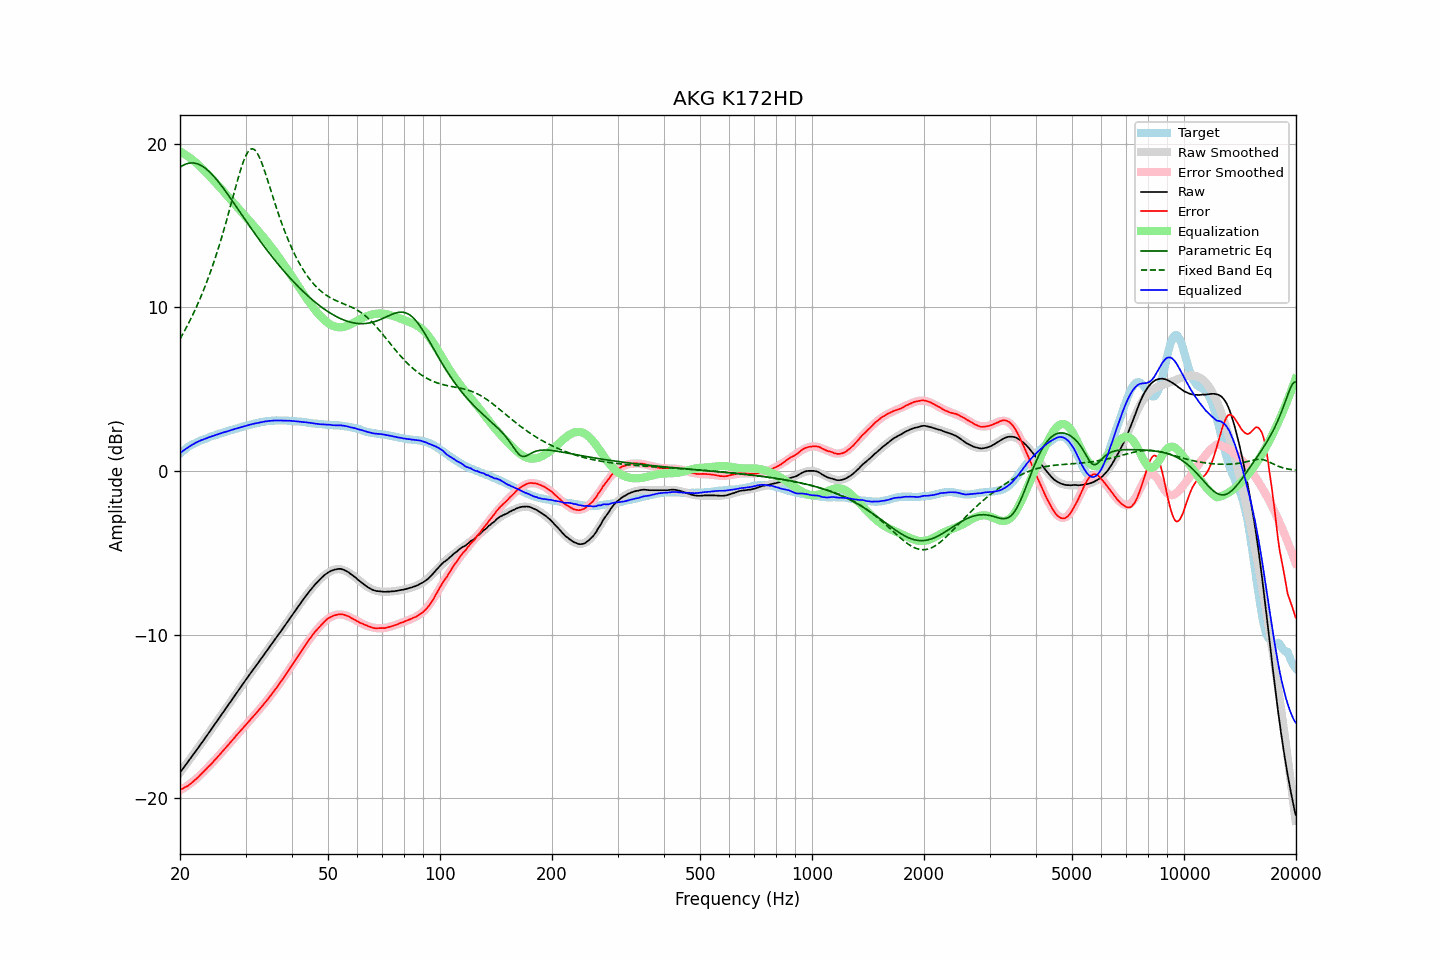 AKG K172HD
Amplitude (dBr)
20
10
0
−10
−20
Target
Raw Smoothed
Error Smoothed
Raw
Error
Equalization
Parametric Eq
Fixed Band Eq
Equalized
20 50 100 200 500 1000 2000 5000 10000 20000
Frequency (Hz)